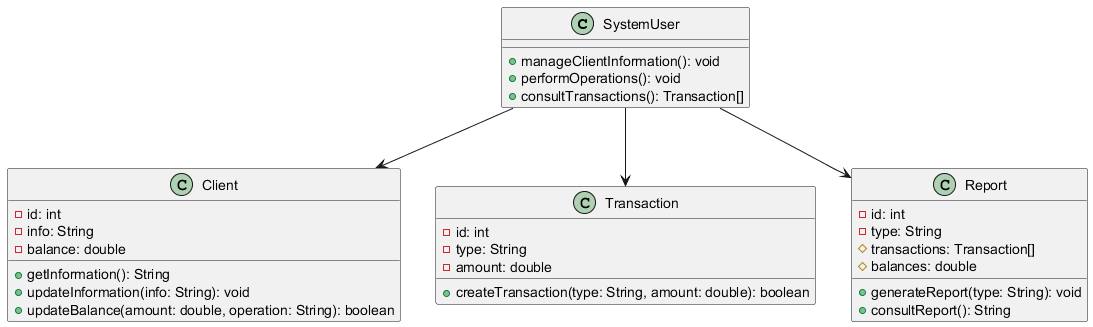 C SystemUser
manageClientInformation(): void
performOperations(): void
consultTransactions(): Transaction[]
C Client
id: int
info: String
balance: double
getInformation(): String
updateInformation(info: String): void
updateBalance(amount: double, operation: String): boolean
C Transaction
id: int
type: String
amount: double
createTransaction(type: String, amount: double): boolean
C Report
id: int
type: String
transactions: Transaction[]
balances: double
generateReport(type: String): void
consultReport(): String